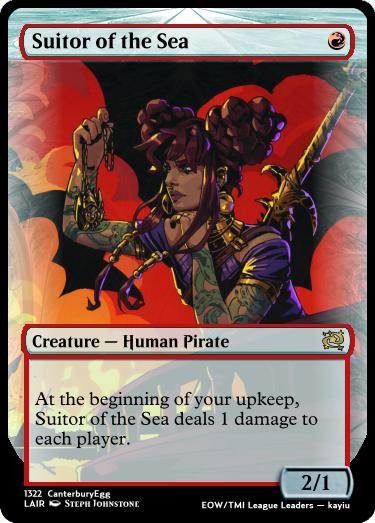 Suitor of the Sea
Creature — Human Pirate
At the beginning of your upkeep,
Suitor of the Sea deals 1 damage to
each player.
2/1
1322 CanterburyEgg
LAIR Steph Johnstone
EOW/TMI League Leaders — kayiu